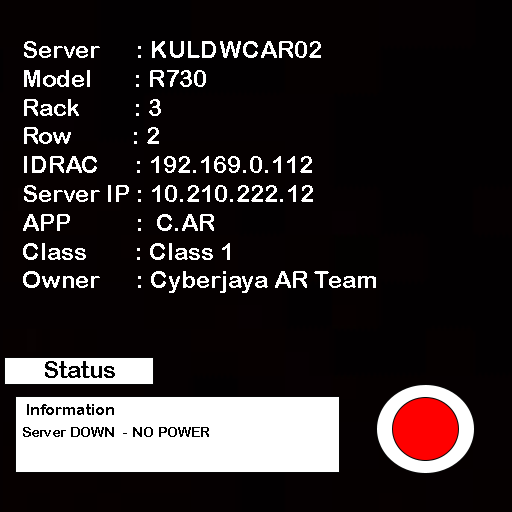 Server : KULDWCAR02
Model : R730
Rack : 3
Row : 2
IDRAC : 192.169.0.112
Server IP : 10.210.222.12
APP : C.AR
Class : Class 1
Owner : Cyberjaya AR Team
Status
Information
Server DOWN - NO POWER